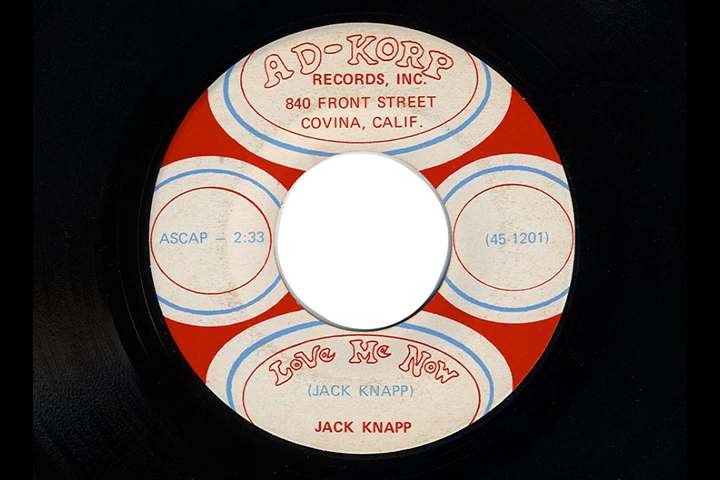 AD-KORP
RECORDS, INC.
840 FRONT STREET
COVINA, CALIF.
ASCAP – 2:33
(45-1201)
Love Me Now
(JACK KNAPP)
JACK KNAPP